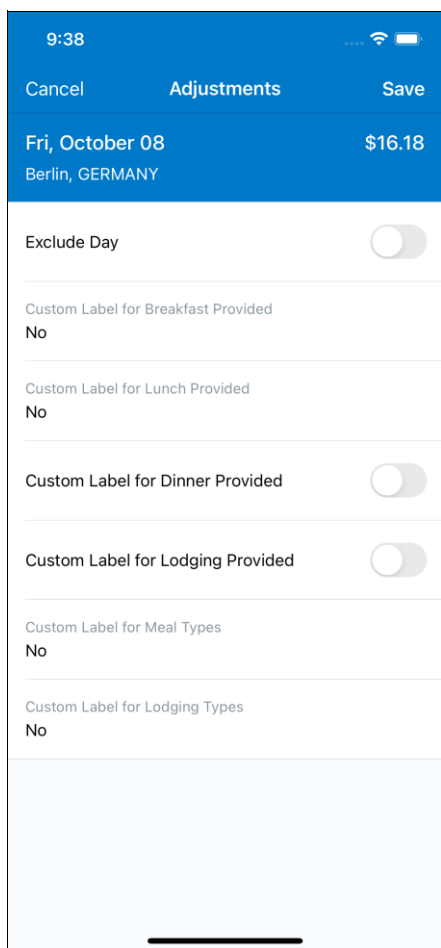 9:38
Cancel Adjustments Save
Fri, October 08 $16.18
Berlin, GERMANY
Exclude Day
Custom Label for Breakfast Provided
No
Custom Label for Lunch Provided
No
Custom Label for Dinner Provided
Custom Label for Lodging Provided
Custom Label for Meal Types
No
Custom Label for Lodging Types
No